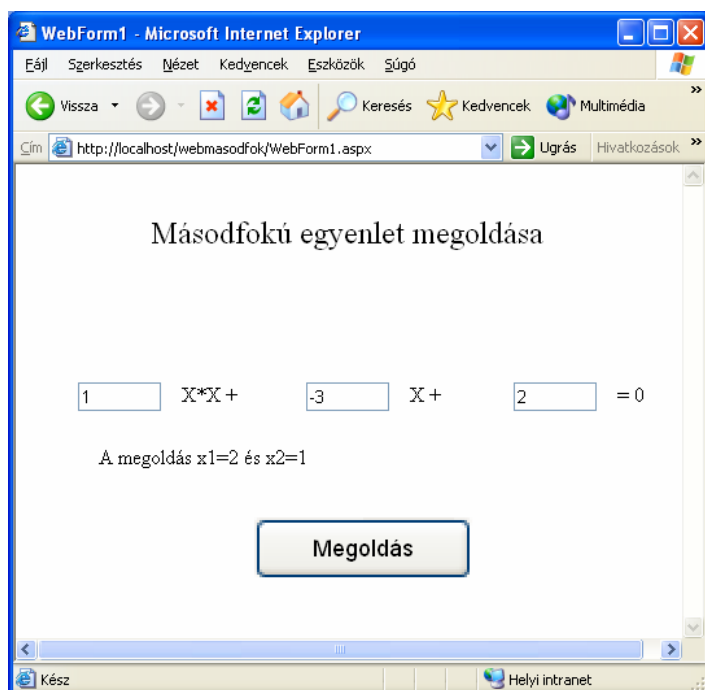 WebForm1 - Microsoft Internet Explorer
Fájl Szerkesztés Nézet Kedvencek Eszközök Súgó
Vissza Keresés Kedvencek Multimédia »
Cím http://localhost/webmasodfok/WebForm1.aspx Ugrás Hivatkozások »
Másodfokú egyenlet megoldása
1 X*X + -3 X + 2 = 0
A megoldás x1=2 és x2=1
Megoldás
Kész Helyi intranet